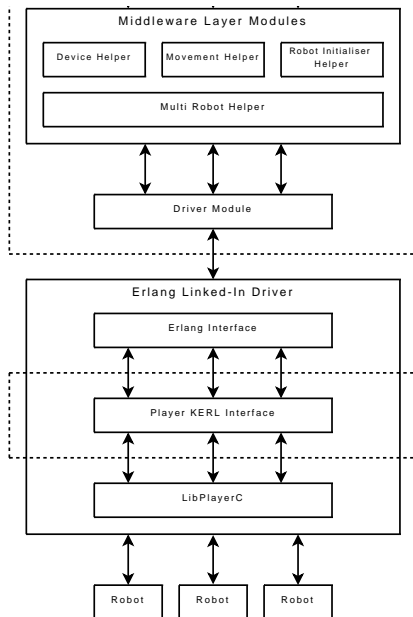 Middleware Layer Modules
Device Helper
Movement Helper
Robot Initialiser
Helper
Multi Robot Helper
Driver Module
Erlang Linked-In Driver
Erlang Interface
Player KERL Interface
LibPlayerC
Robot
Robot
Robot